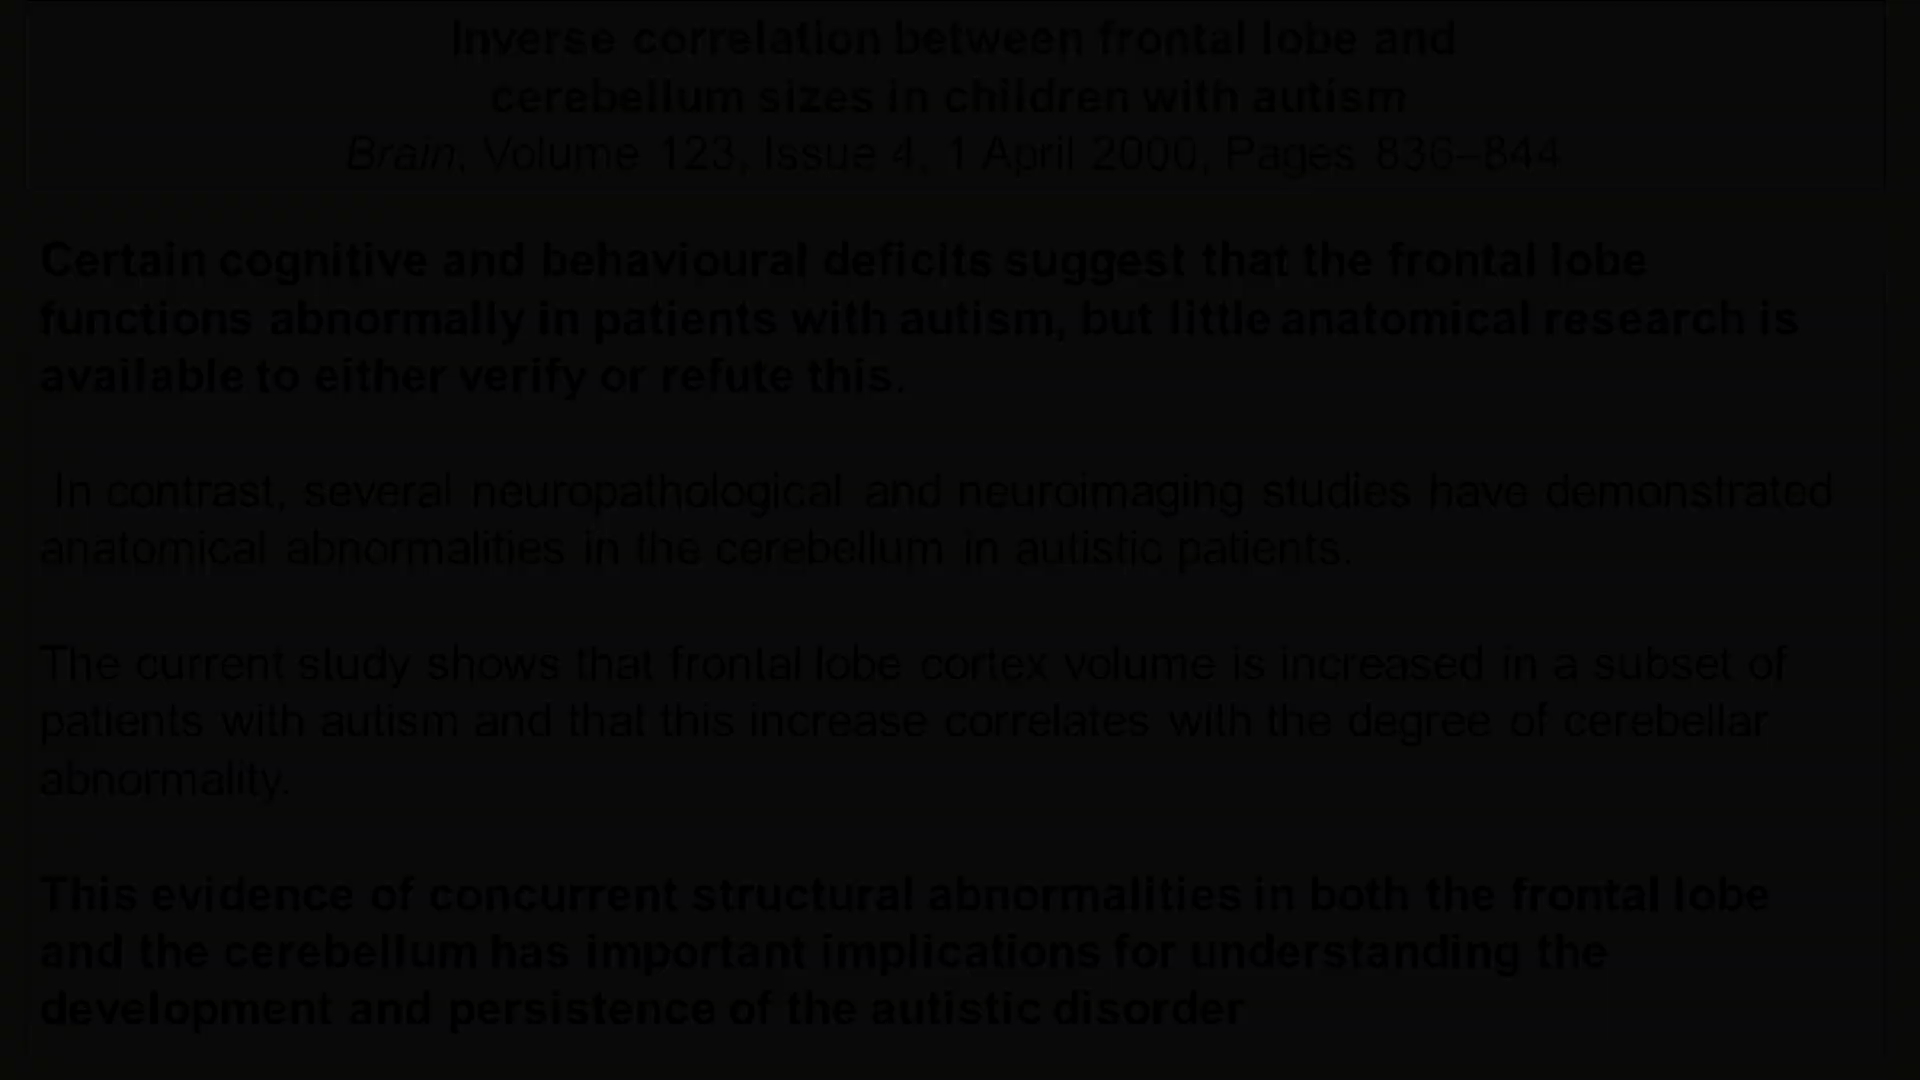 Inverse correlation between frontal lobe and
cerebellum sizes in children with autism
Brain, Volume 123, Issue 4, 1 April 2000, Pages 836–844
Certain cognitive and behavioural deficits suggest that the frontal lobe
functions abnormally in patients with autism, but little anatomical research is
available to either verify or refute this.
In contrast, several neuropathological and neuroimaging studies have demonstrated
anatomical abnormalities in the cerebellum in autistic patients.
The current study shows that frontal lobe cortex volume is increased in a subset of
patients with autism and that this increase correlates with the degree of cerebellar
abnormality.
This evidence of concurrent structural abnormalities in both the frontal lobe
and the cerebellum has important implications for understanding the
development and persistence of the autistic disorder